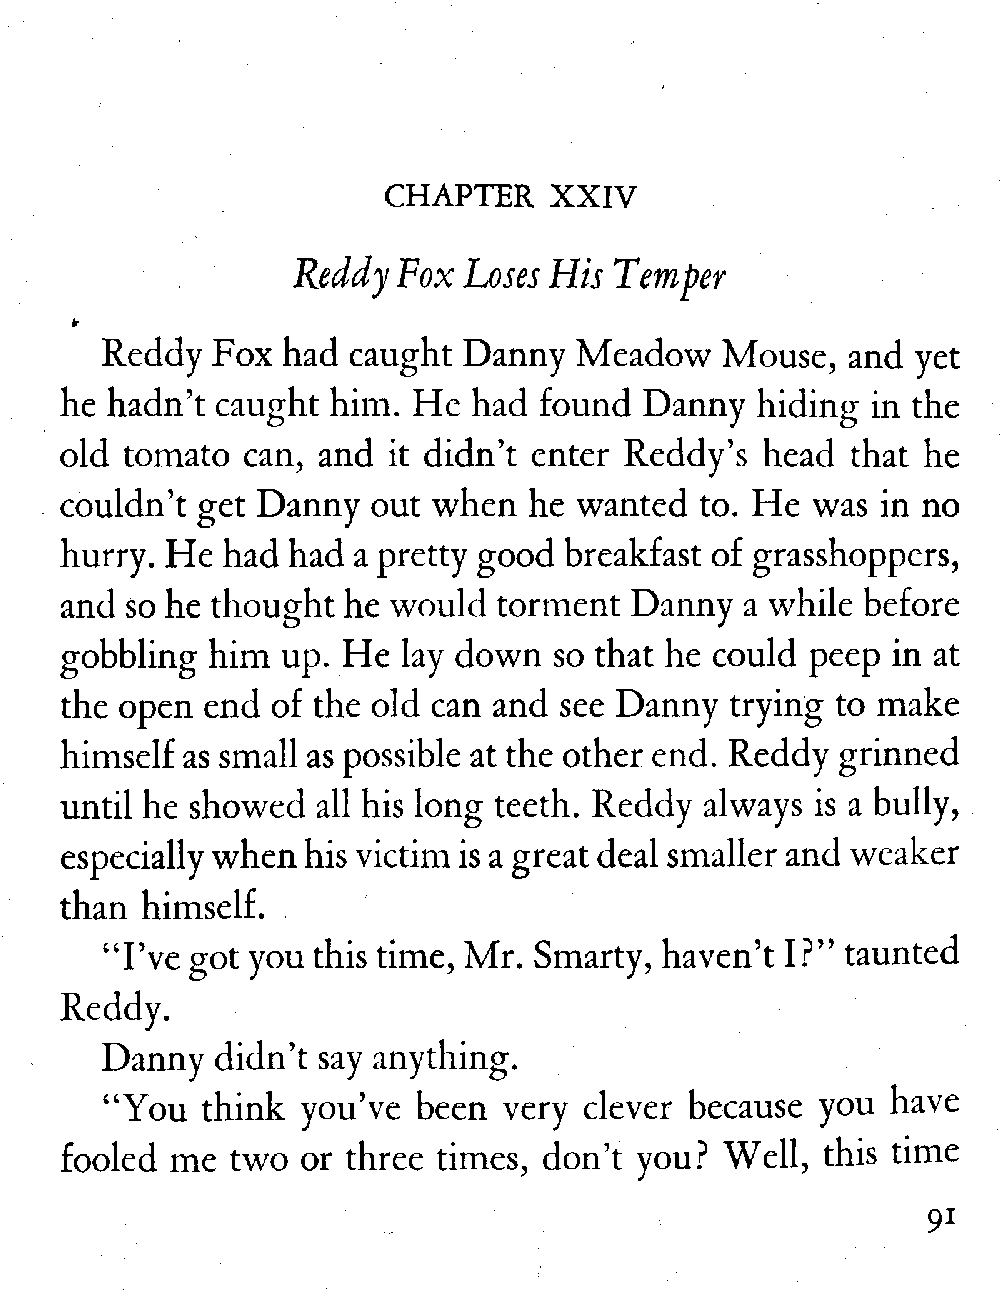 CHAPTER XXIV
Reddy Fox Loses His Temper
Reddy Fox had caught Danny Meadow Mouse, and yet
he hadn't caught him. He had found Danny hiding in the
old tomato can, and it didn't enter Reddy's head that he
couldn't get Danny out when he wanted to. He was in no
hurry. He had had a pretty good breakfast of grasshoppers,
and so he thought he would torment Danny a while before
gobbling him up. He lay down so that he could peep in at
the open end of the old can and see Danny trying to make
himself as small as possible at the other end. Reddy grinned
until he showed all his long teeth. Reddy always is a bully,
especially when his victim is a great deal smaller and weaker
than himself.
“I've got you this time, Mr. Smarty, haven't I?” taunted
Reddy.
Danny didn't say anything.
“You think you've been very clever because you have
fooled me two or three times, don't you? Well, this time
91